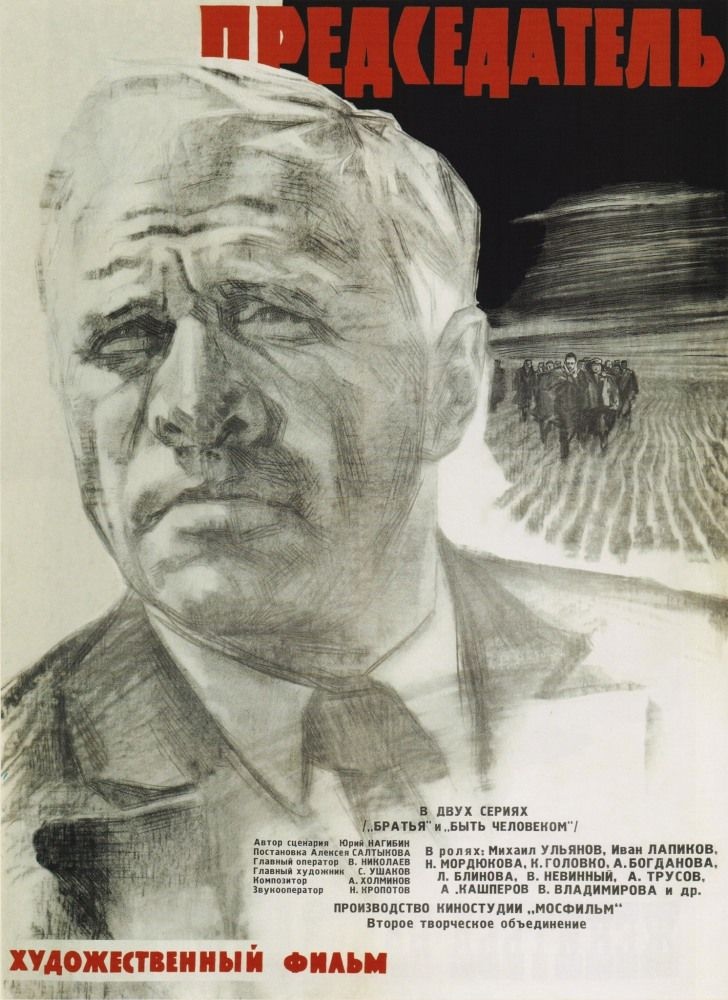 ПРЕДСЕДАТЕЛЬ
В ДВУХ СЕРИЯХ
/„БРАТЬЯ" и „БЫТЬ ЧЕЛОВЕКОМ"/
Автор сценария Юрий НАГИБИН
Постановка Алексея САЛТЫКОВА
Главный оператор В. НИКОЛАЕВ
Главный художник С. УШАКОВ
Композитор А. ХОЛМИНОВ
Звукооператор Н. КРОПОТОВ
В ролях: Михаил УЛЬЯНОВ, Иван ЛАПИКОВ,
Н. МОРДЮКОВА, К. ГОЛОВКО, А. БОГДАНОВА,
Л. БЛИНОВА, В. НЕВИННЫЙ, А. ТРУСОВ,
А .КАШПЕРОВ В. ВЛАДИМИРОВА и др.
ПРОИЗВОДСТВО КИНОСТУДИИ „МОСФИЛЬМ"
Второе творческое объединение
ХУДОЖЕСТВЕННЫЙ ФИЛЬМ